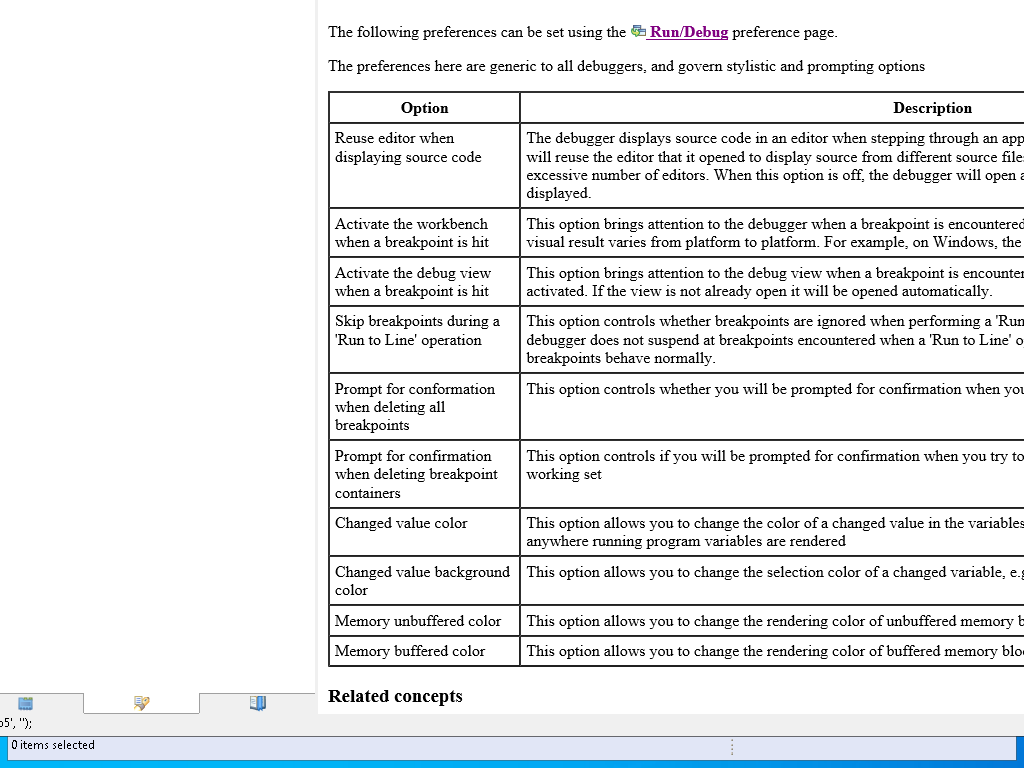 The following preferences can be set using the Run/Debug preference page.
The preferences here are generic to all debuggers, and govern stylistic and prompting options
Option
Description
Reuse editor when
displaying source code
The debugger displays source code in an editor when stepping through an app
will reuse the editor that it opened to display source from different source file
excessive number of editors. When this option is off, the debugger will open a
displayed.
Activate the workbench
when a breakpoint is hit
This option brings attention to the debugger when a breakpoint is encountered
visual result varies from platform to platform. For example, on Windows, the
Activate the debug view
when a breakpoint is hit
This option brings attention to the debug view when a breakpoint is encounter
activated. If the view is not already open it will be opened automatically.
Skip breakpoints during a
'Run to Line' operation
This option controls whether breakpoints are ignored when performing a 'Run
debugger does not suspend at breakpoints encountered when a 'Run to Line' o
breakpoints behave normally.
Prompt for conformation
when deleting all
breakpoints
This option controls whether you will be prompted for confirmation when you
Prompt for confirmation
when deleting breakpoint
containers
This option controls if you will be prompted for confirmation when you try to
working set
Changed value color
This option allows you to change the color of a changed value in the variables
anywhere running program variables are rendered
Changed value background
color
This option allows you to change the selection color of a changed variable, e.g
Memory unbuffered color
This option allows you to change the rendering color of unbuffered memory b
Memory buffered color
This option allows you to change the rendering color of buffered memory bloc
Related concepts
o5', '');
0 items selected